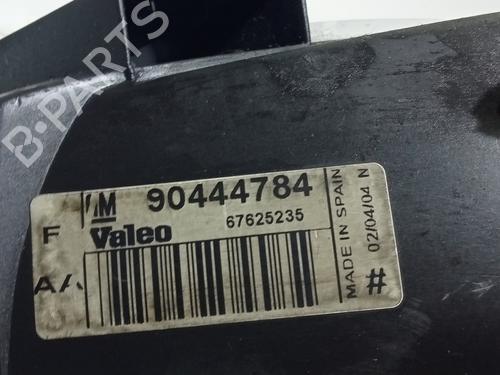 B-PARTS
GM 90444784
F Valeo 67625235
AA
MADE IN SPAIN
02/04/04 N
#